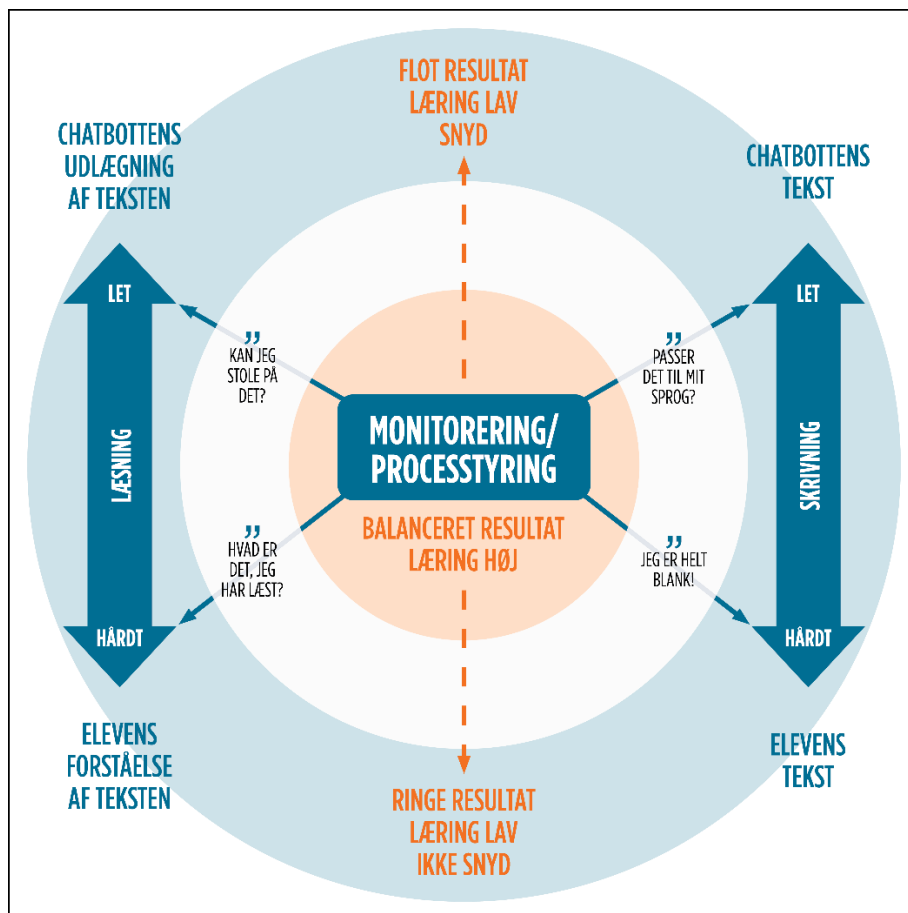 FLOT RESULTAT
LÆRING LAV
SNYD
CHATBOTTENS
UDLÆGNING
AF TEKSTEN
CHATBOTTENS
TEKST
LET
LET
”
KAN JEG
STOLE PÅ
DET?
”
PASSER
DET TIL MIT
SPROG?
LÆSNING
MONITORERING/
PROCESSTYRING
SKRIVNING
BALANCERET RESULTAT
LÆRING HØJ
”
HVAD ER
DET, JEG
HAR LÆST?
”
JEG ER HELT
BLANK!
HÅRDT
HÅRDT
ELEVENS
FORSTÅELSE
AF TEKSTEN
ELEVENS
TEKST
RINGE RESULTAT
LÆRING LAV
IKKE SNYD